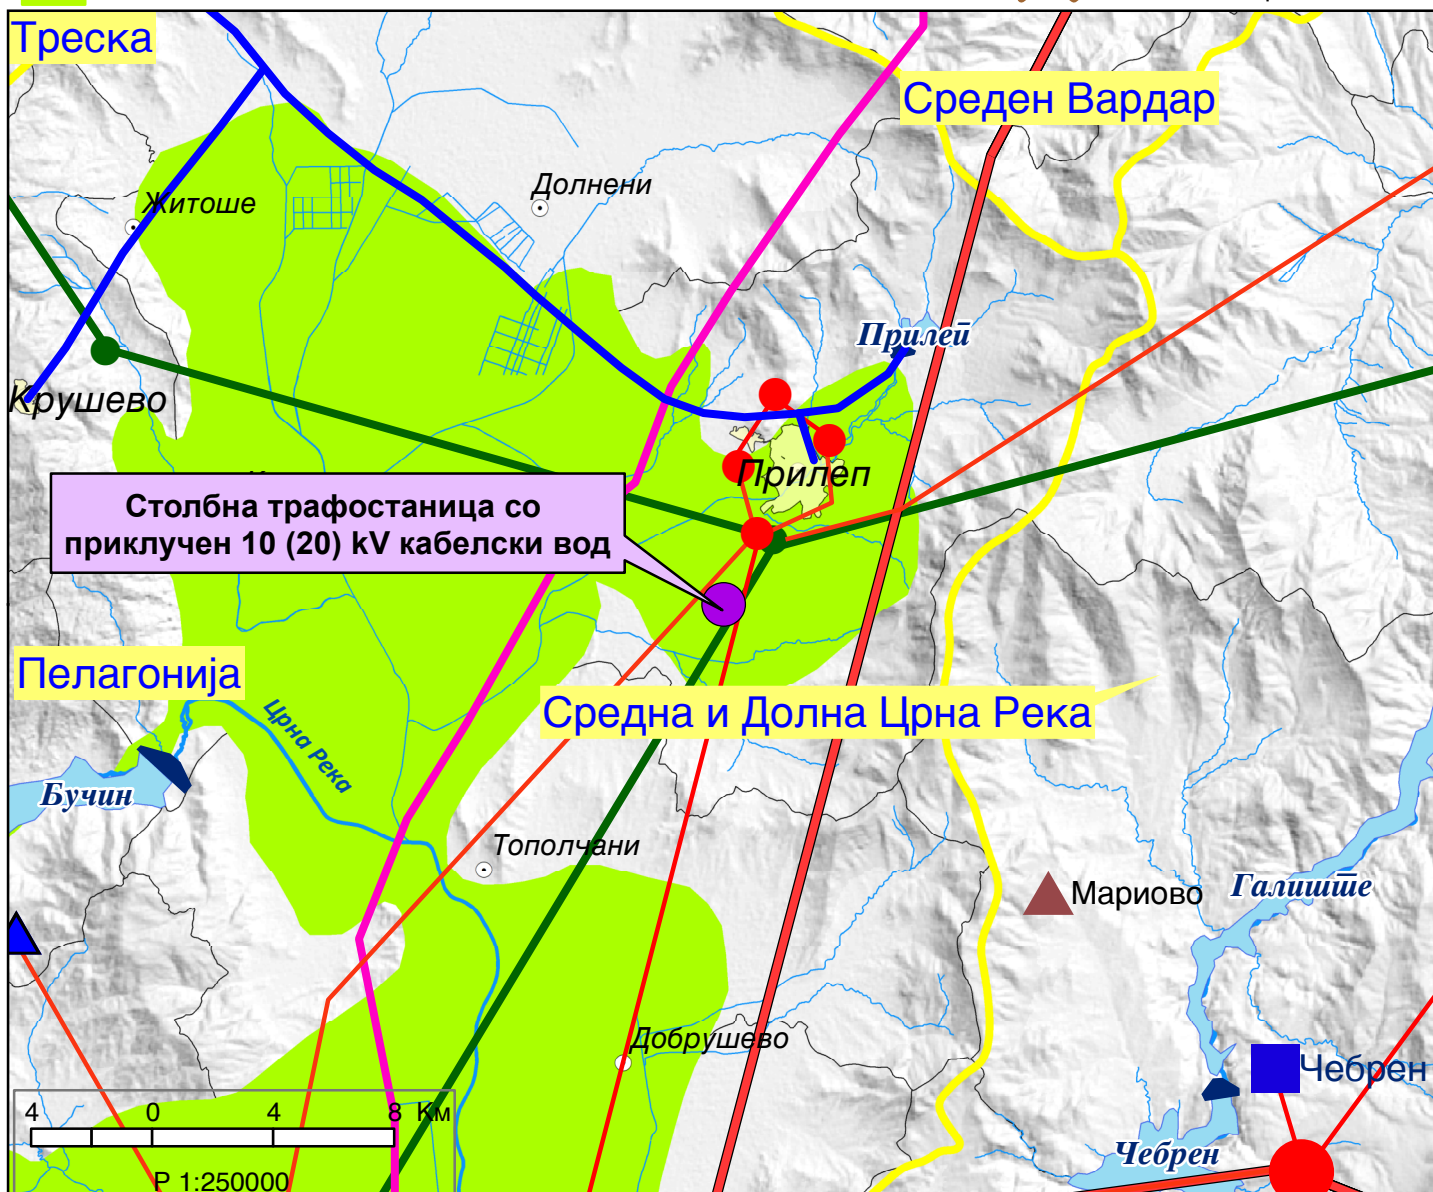 Треска
Среден Вардар
Житоше
Долнени
Прилеп
Крушево
Прилеп
Столбна трафостаница со
приклучен 10 (20) kV кабелски вод
Пелагонија
Средна и Долна Црна Река
Црна Река
Бучин
Тополчани
Мариово
Галиште
Добрушево
Чебрен
4 0 4 8 Км
Чебрен
Р 1:250000